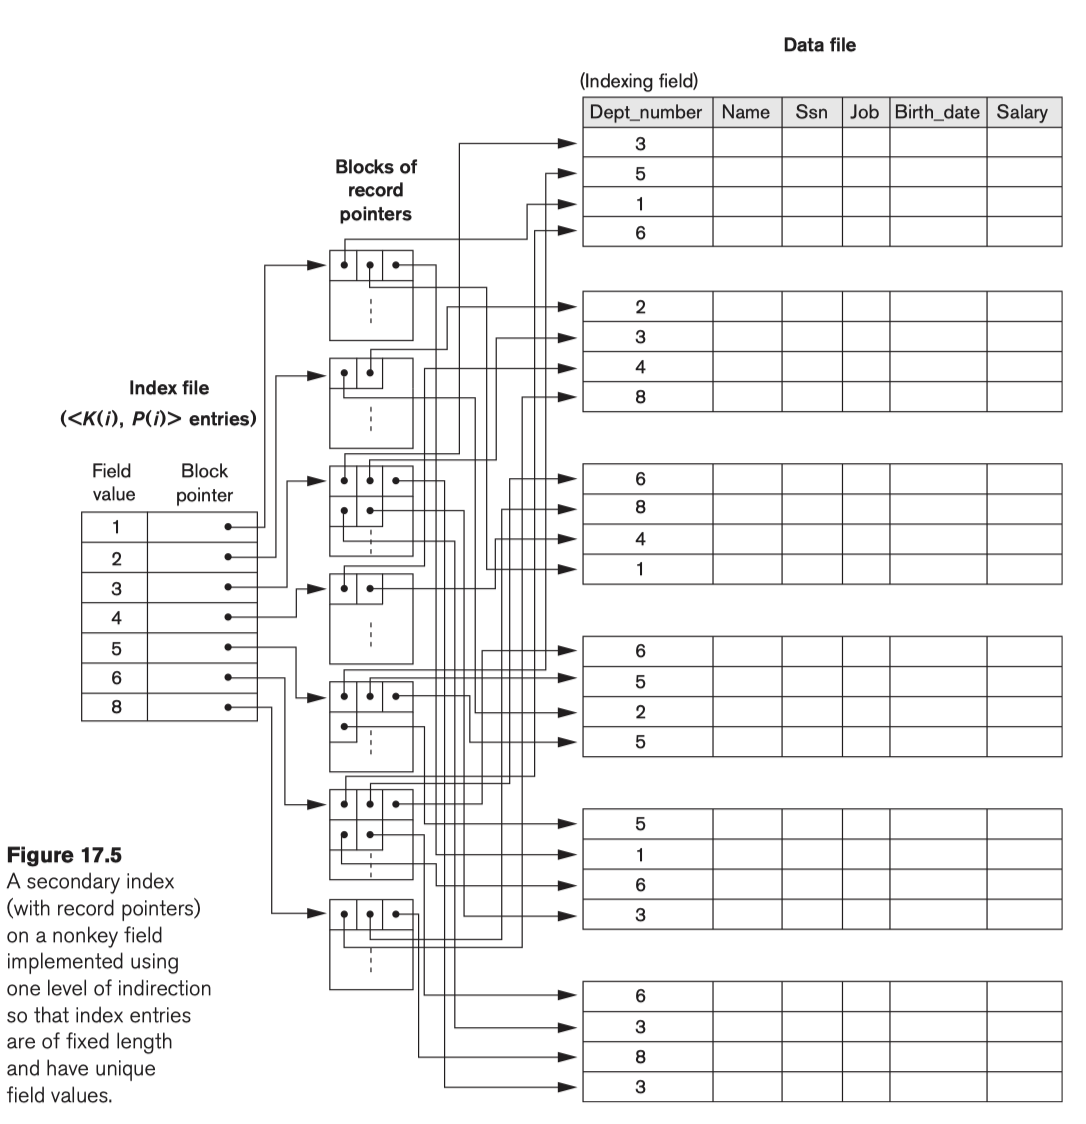 Data file
(Indexing field)
Dept_number Name Ssn Job Birth_date Salary
3
5
1
6
2
3
4
8
6
8
4
1
6
5
2
5
5
1
6
3
6
3
8
3
Blocks of
record
pointers
Index file
(<K(i), P(i)> entries)
Field
value
Block
pointer
1
2
3
4
5
6
8
Figure 17.5
A secondary index
(with record pointers)
on a nonkey field
implemented using
one level of indirection
so that index entries
are of fixed length
and have unique
field values.